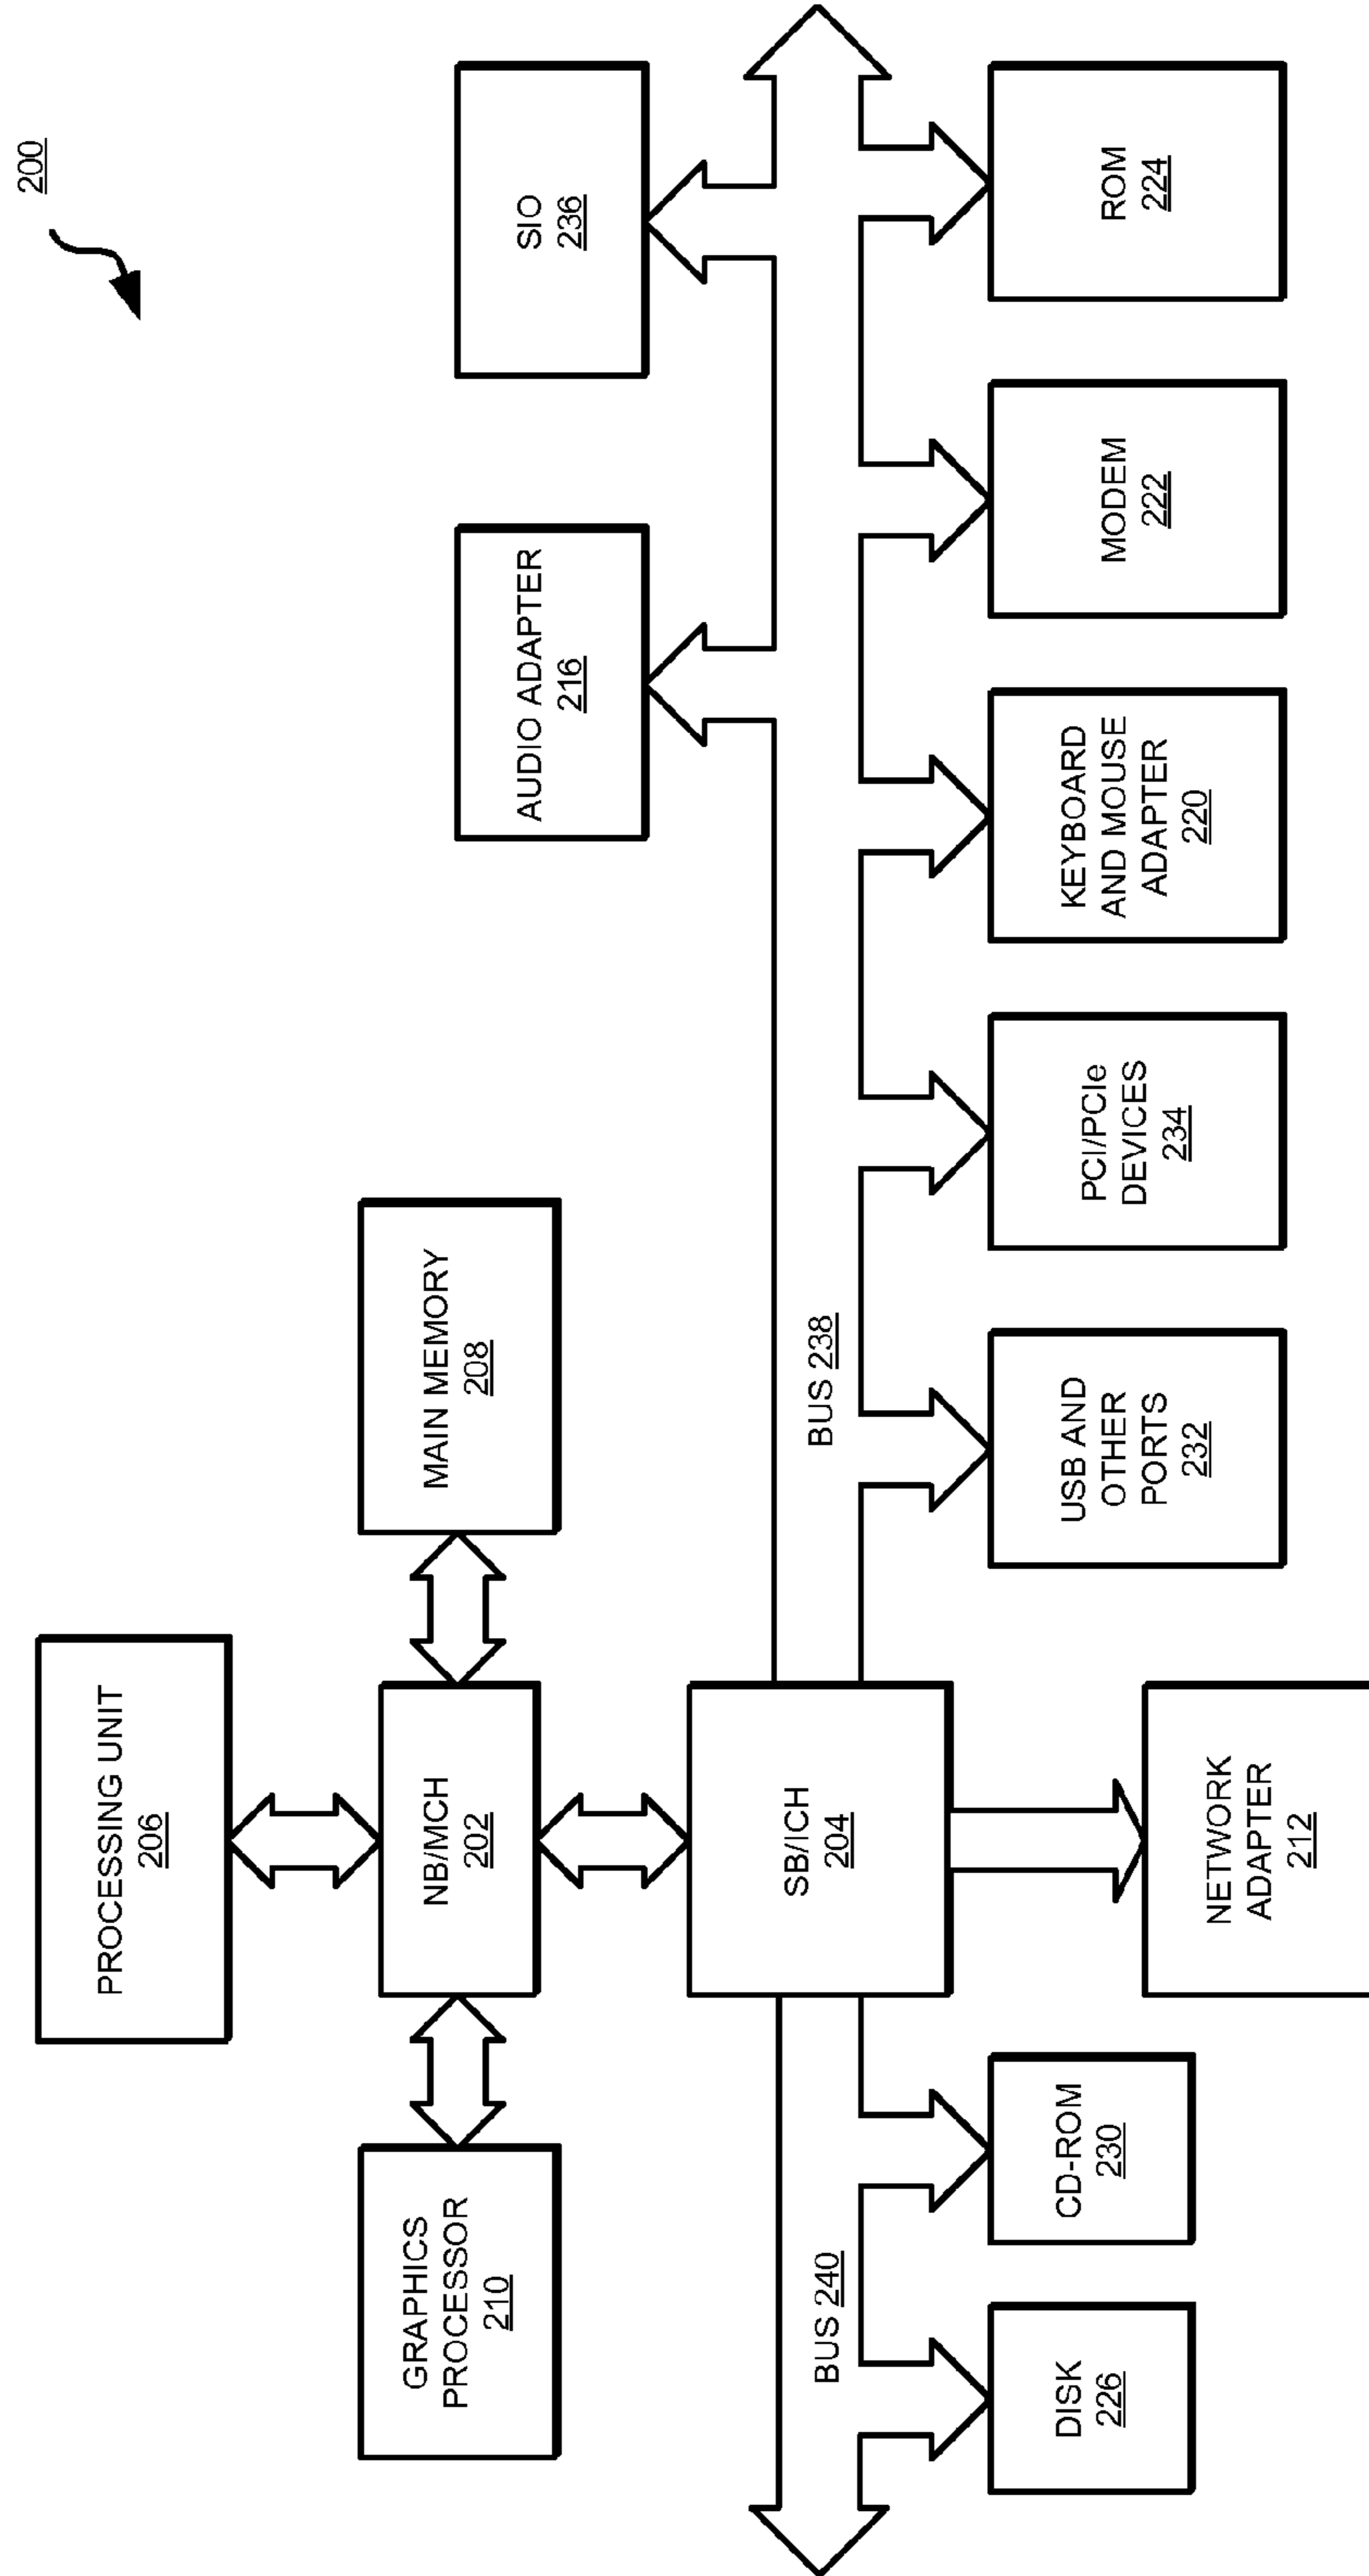 200
PROCESSING UNIT
206
GRAPHICS
PROCESSOR
210
NB/MCH
202
MAIN MEMORY
208
AUDIO ADAPTER
216
SIO
236
SB/ICH
204
BUS 240
BUS 238
DISK
226
CD-ROM
230
NETWORK
ADAPTER
212
USB AND
OTHER
PORTS
232
PCI/PCIe
DEVICES
234
KEYBOARD
AND MOUSE
ADAPTER
220
MODEM
222
ROM
224